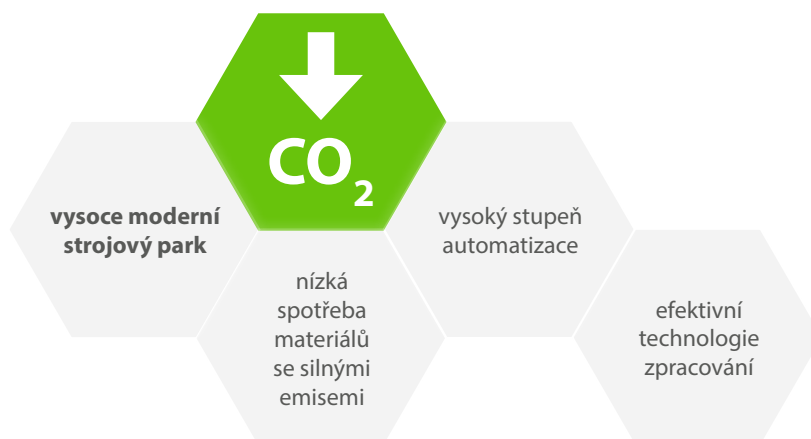 CO₂
vysoce moderní
strojový park
vysoký stupeň
automatizace
nízká
spotřeba
materiálů
se silnými
emisemi
efektivní
technologie
zpracování